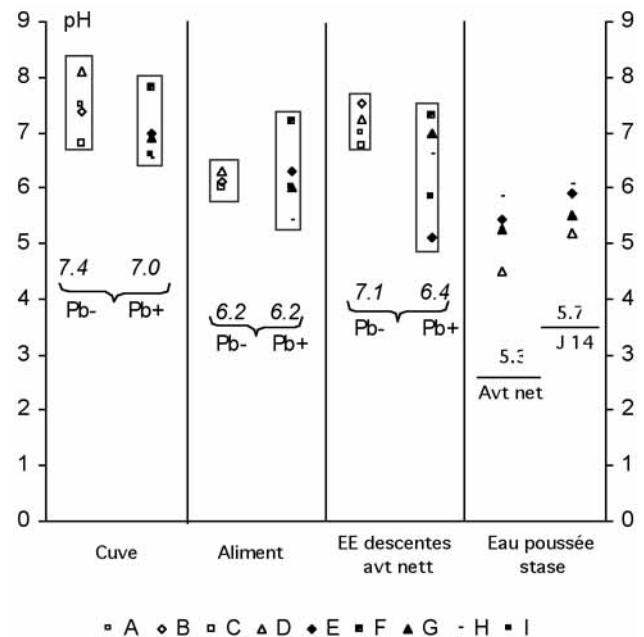 pH
9 9
8 8
7 7
6 6
5 5
4 4
3 3
2 2
1 1
0 0
7.4 7.0
Pb- Pb+
6.2 6.2
Pb- Pb+
7.1 6.4
Pb- Pb+
5.3
Avt net
5.7
J 14
Cuve
Aliment
EE descentes
avt nett
Eau poussée
stase
A B C D E F G H I